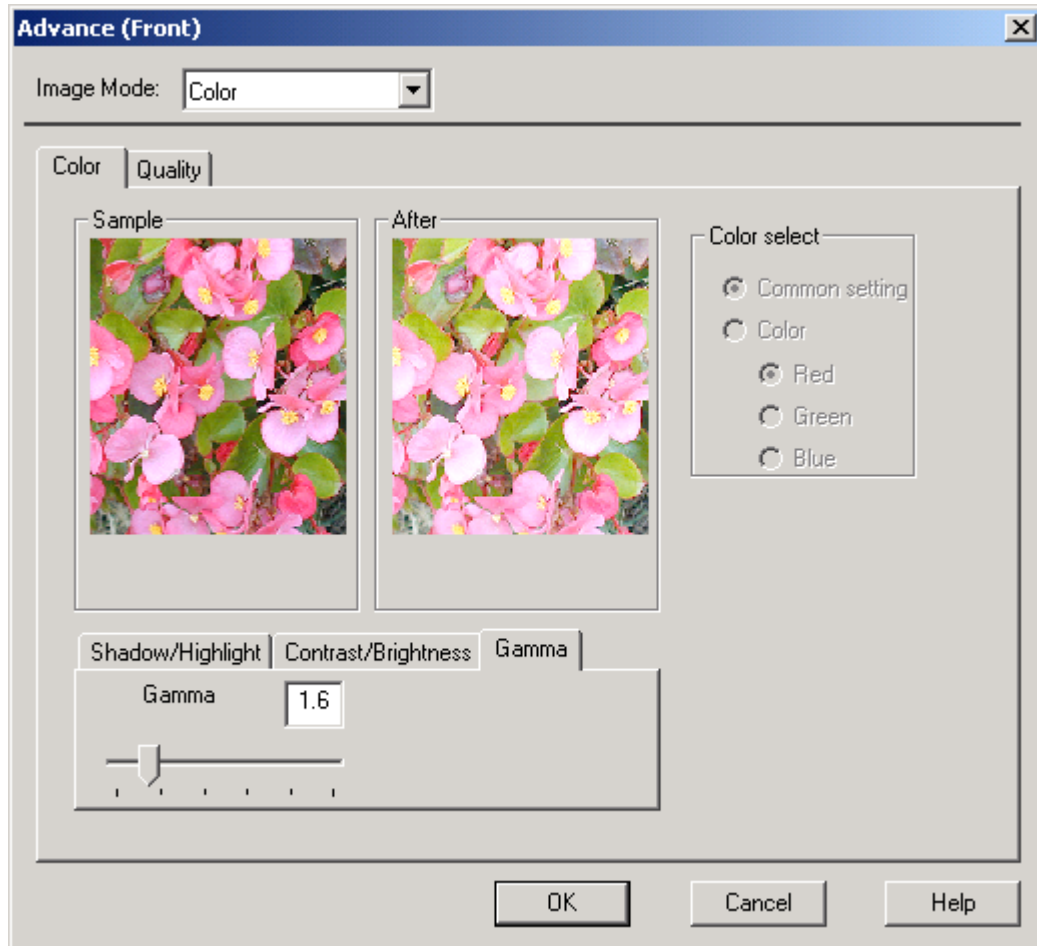 Advance (Front)
Image Mode: Color
Color Quality
Sample After Color select
Common setting
Color
Red
Green
Blue
Shadow/Highlight Contrast/Brightness Gamma
Gamma 1.6
OK Cancel Help